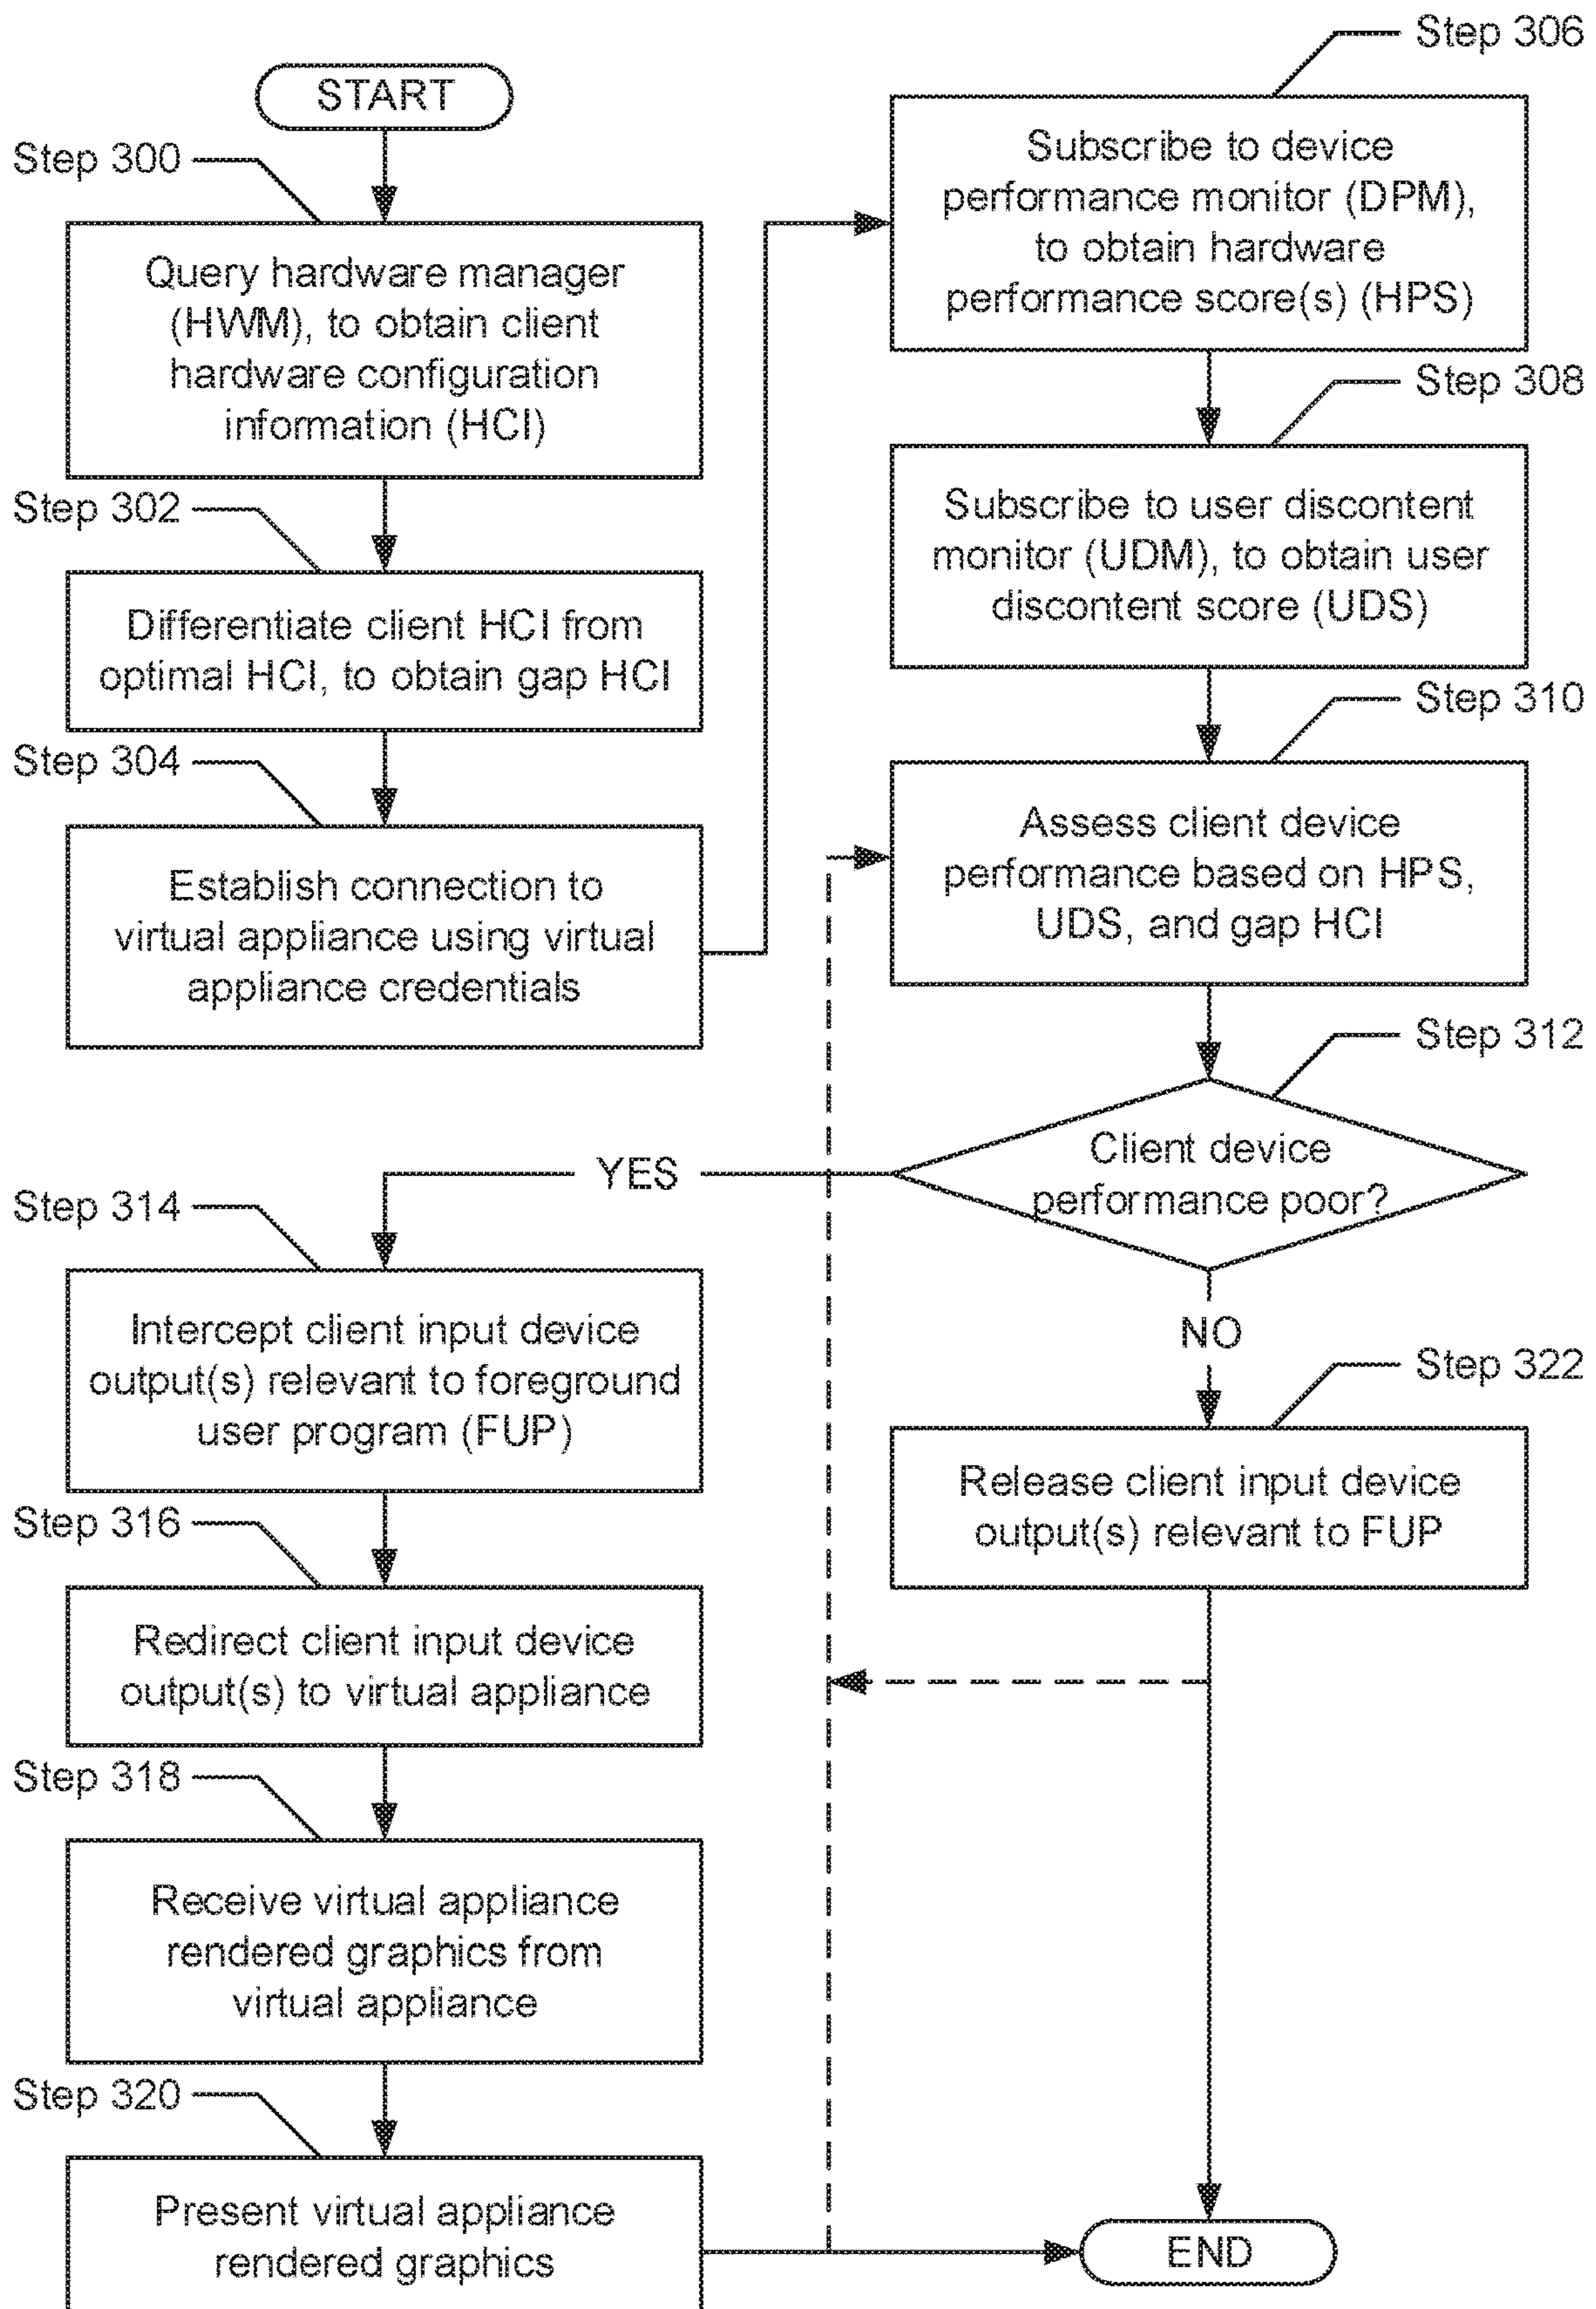 START
Step 300
Query hardware manager
(HWM), to obtain client
hardware configuration
information (HCI)
Step 302
Differentiate client HCI from
optimal HCI, to obtain gap HCI
Step 304
Establish connection to
virtual appliance using virtual
appliance credentials
Step 306
Subscribe to device
performance monitor (DPM),
to obtain hardware
performance score(s) (HPS)
Step 308
Subscribe to user discontent
monitor (UDM), to obtain user
discontent score (UDS)
Step 310
Assess client device
performance based on HPS,
UDS, and gap HCI
Step 312
Client device
performance poor?
YES
Step 314
Intercept client input device
output(s) relevant to foreground
user program (FUP)
Step 316
Redirect client input device
output(s) to virtual appliance
Step 318
Receive virtual appliance
rendered graphics from
virtual appliance
Step 320
Present virtual appliance
rendered graphics
NO
Step 322
Release client input device
output(s) relevant to FUP
END